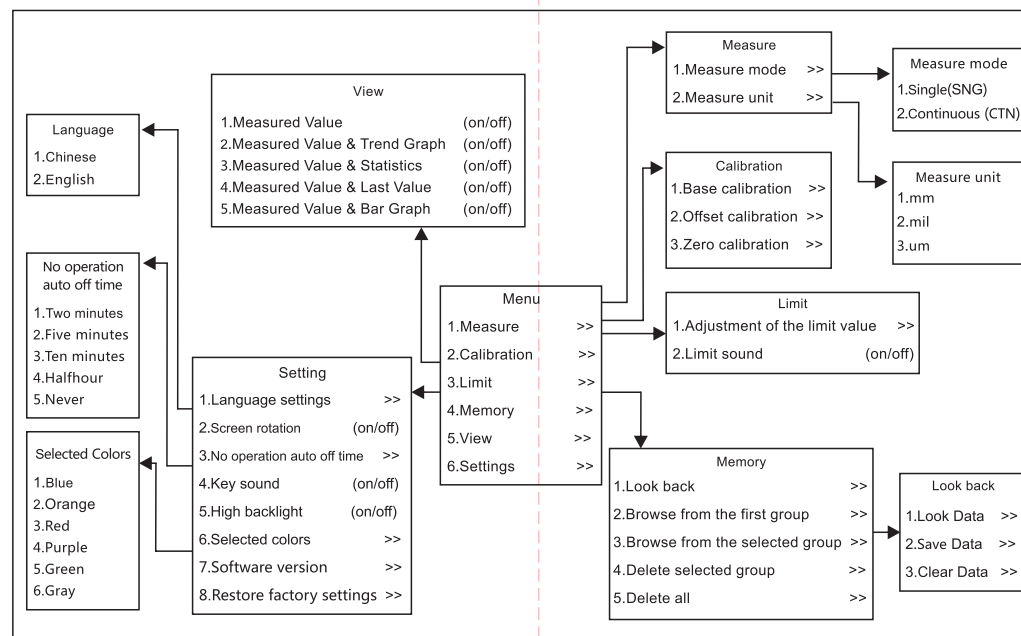 View
1.Measured Value (on/off)
2.Measured Value & Trend Graph (on/off)
3.Measured Value & Statistics (on/off)
4.Measured Value & Last Value (on/off)
5.Measured Value & Bar Graph (on/off)
Language
1.Chinese
2.English
No operation
auto off time
1.Two minutes
2.Five minutes
3.Ten minutes
4.Halfhour
5.Never
Selected Colors
1.Blue
2.Orange
3.Red
4.Purple
5.Green
6.Gray
Setting
1.Language settings >>
2.Screen rotation (on/off)
3.No operation auto off time >>
4.Key sound (on/off)
5.High backlight (on/off)
6.Selected colors >>
7.Software version >>
8.Restore factory settings >>
Menu
1.Measure >>
2.Calibration >>
3.Limit >>
4.Memory >>
5.View >>
6.Settings >>
Measure
1.Measure mode >>
2.Measure unit >>
Measure mode
1.Single(SNG)
2.Continuous (CTN)
Measure unit
1.mm
2.mil
3.um
Calibration
1.Base calibration >>
2.Offset calibration >>
3.Zero calibration >>
Limit
1.Adjustment of the limit value >>
2.Limit sound (on/off)
Memory
1.Look back >>
2.Browse from the first group >>
3.Browse from the selected group >>
4.Delete selected group >>
5.Delete all >>
Look back
1.Look Data >>
2.Save Data >>
3.Clear Data >>